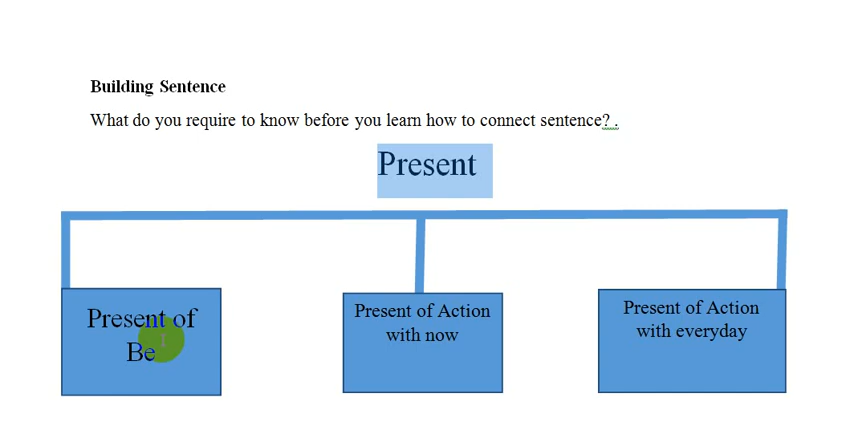 Building Sentence
What do you require to know before you learn how to connect sentence? .
Present
Present of
Be
Present of Action
with now
Present of Action
with everyday